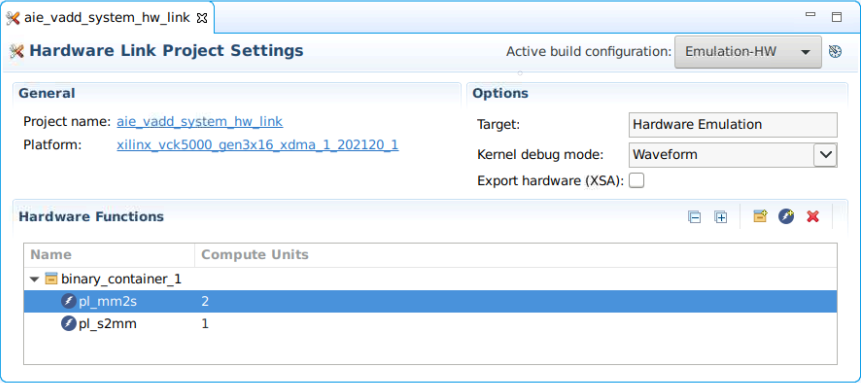 aie_vadd_system_hw_link
Hardware Link Project Settings
Active build configuration: Emulation-HW
General
Options
Project name: aie_vadd_system_hw_link
Platform: xilinx_vck5000_gen3x16_xdma_1_202120_1
Target: Hardware Emulation
Kernel debug mode: Waveform
Export hardware (XSA):
Hardware Functions
Name Compute Units
binary_container_1
pl_mm2s 2
pl_s2mm 1